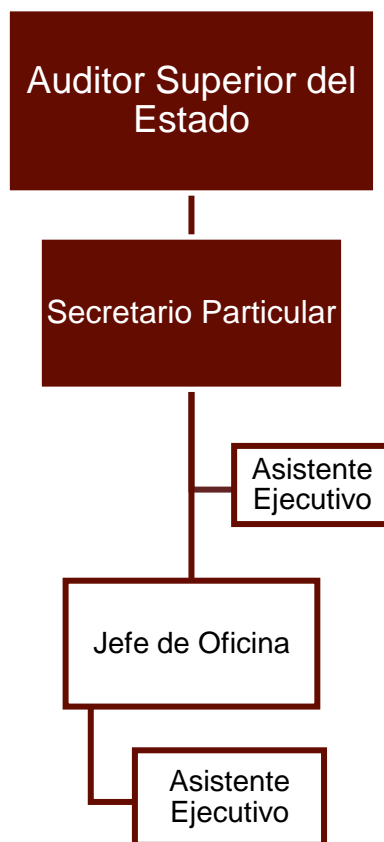 Auditor Superior del
Estado
Secretario Particular
Asistente
Ejecutivo
Jefe de Oficina
Asistente
Ejecutivo